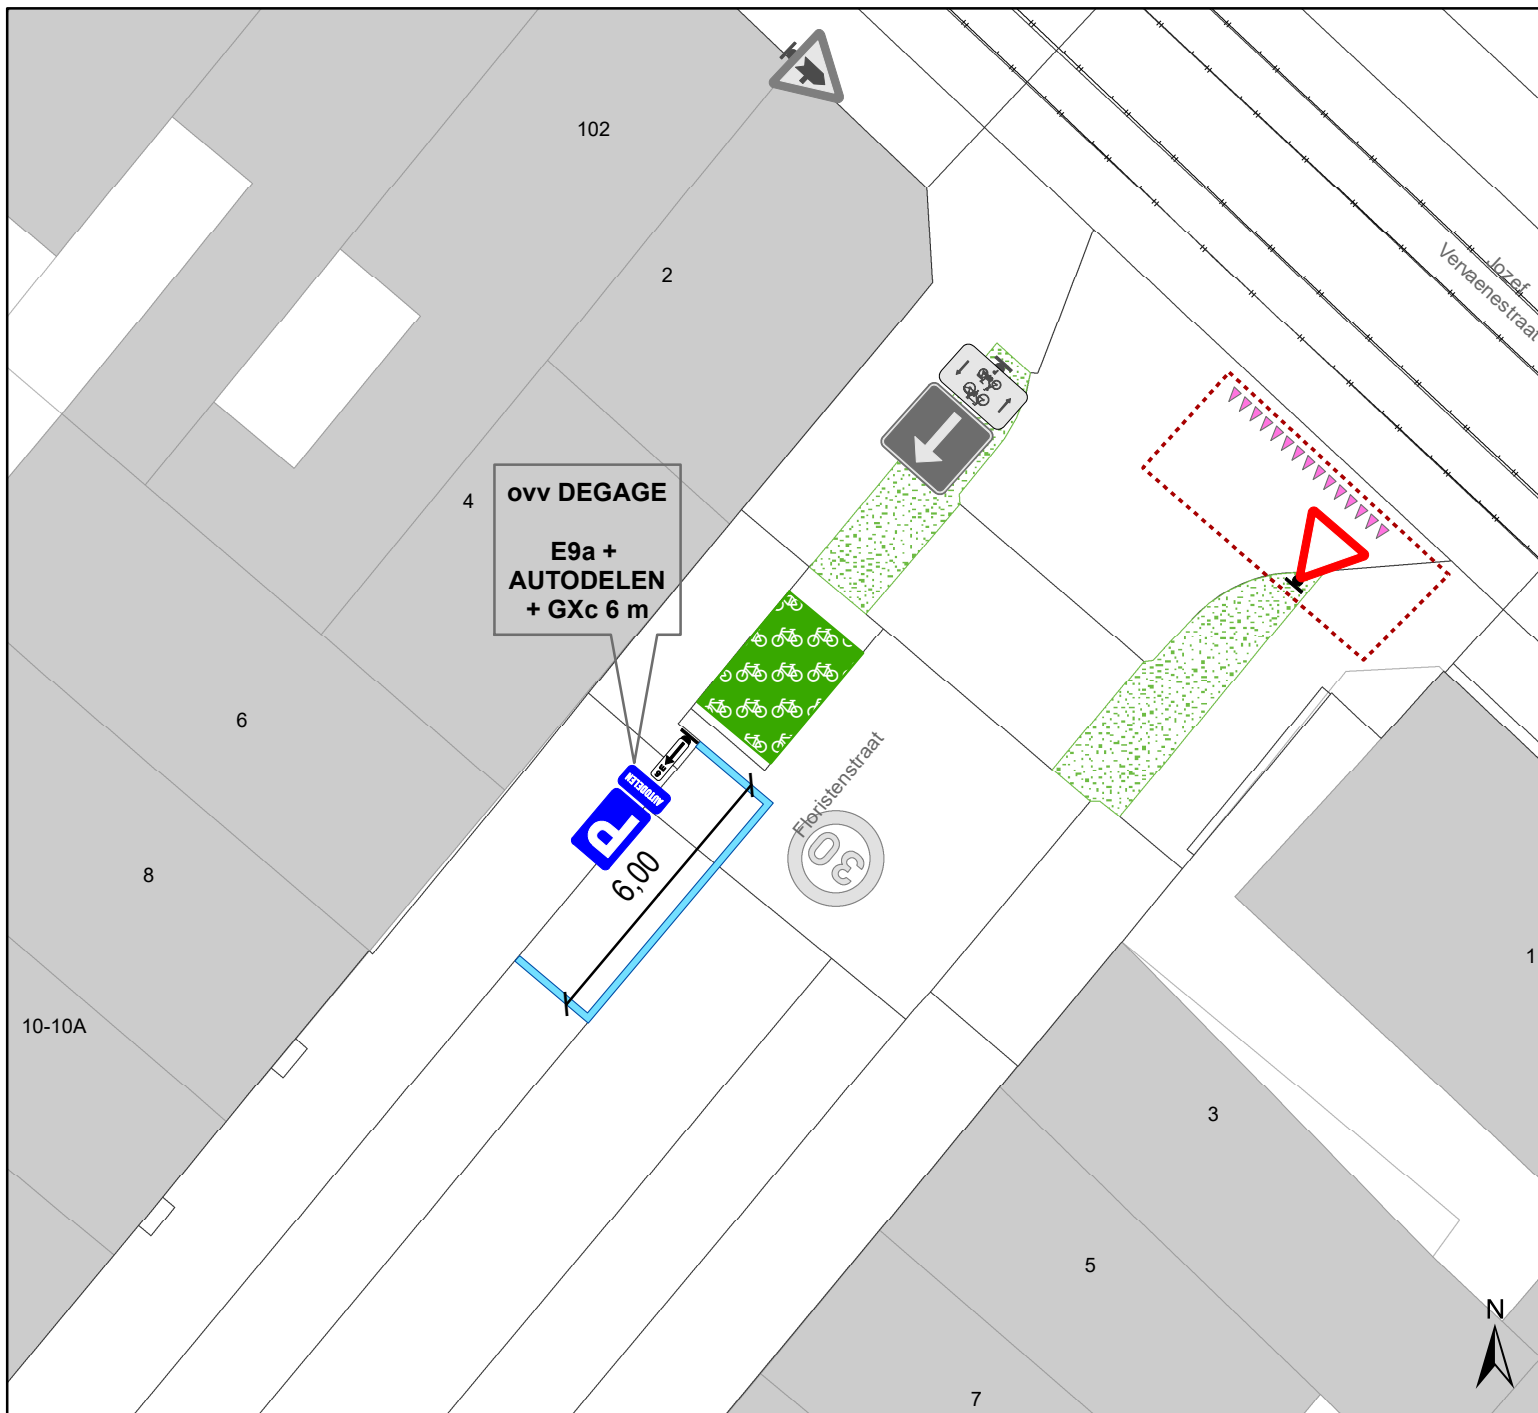 102
2
Jozef
Vervaenestraat
4
ovv DEGAGE
E9a +
AUTODELEN
+ GXc 6 m
6
Floristenstraat
AUTODELEN
P
6,00
30
8
10-10A
1
3
5
7
N